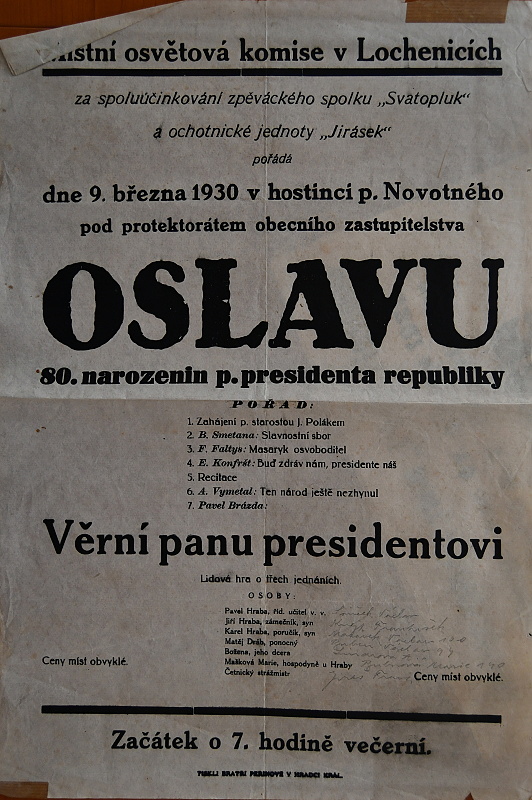 ístní osvětová komise v Lochenicích
za spoluúčinkování zpěváckého spolku „Svatopluk“
a ochotnické jednoty „Jirásek“
pořádá
dne 9. března 1930 v hostinci p. Novotného
pod protektorátem obecního zastupitelstva
OSLAVU
80. narozenin p. presidenta republiky
POŘAD:
1. Zahájení p. starostou J. Polákem
2. B. Smetana: Slavnostní sbor
3. F. Faltys: Masaryk osvoboditel
4. E. Konfršt: Buď zdráv nám, presidente náš
5. Recitace
6. A. Vymetal: Ten národ ještě nezhynul
7. Pavel Brázda:
Věrní panu presidentovi
Lidová hra o třech jednáních.
OSOBY:
Pavel Hraba, říd. učitel v. v.
Jiří Hraba, zámečník, syn
Karel Hraba, poručík, syn
Matěj Dráb, ponocný
Božena, jeho dcera
Mašková Marie, hospodyně u Hraby
Četnický strážmistr
Ceny míst obvyklé.
Ceny míst obvyklé.
Začátek o 7. hodině večerní.
TISKLI BRATŘI PEŘINOVÉ V HRADCI KRÁL.